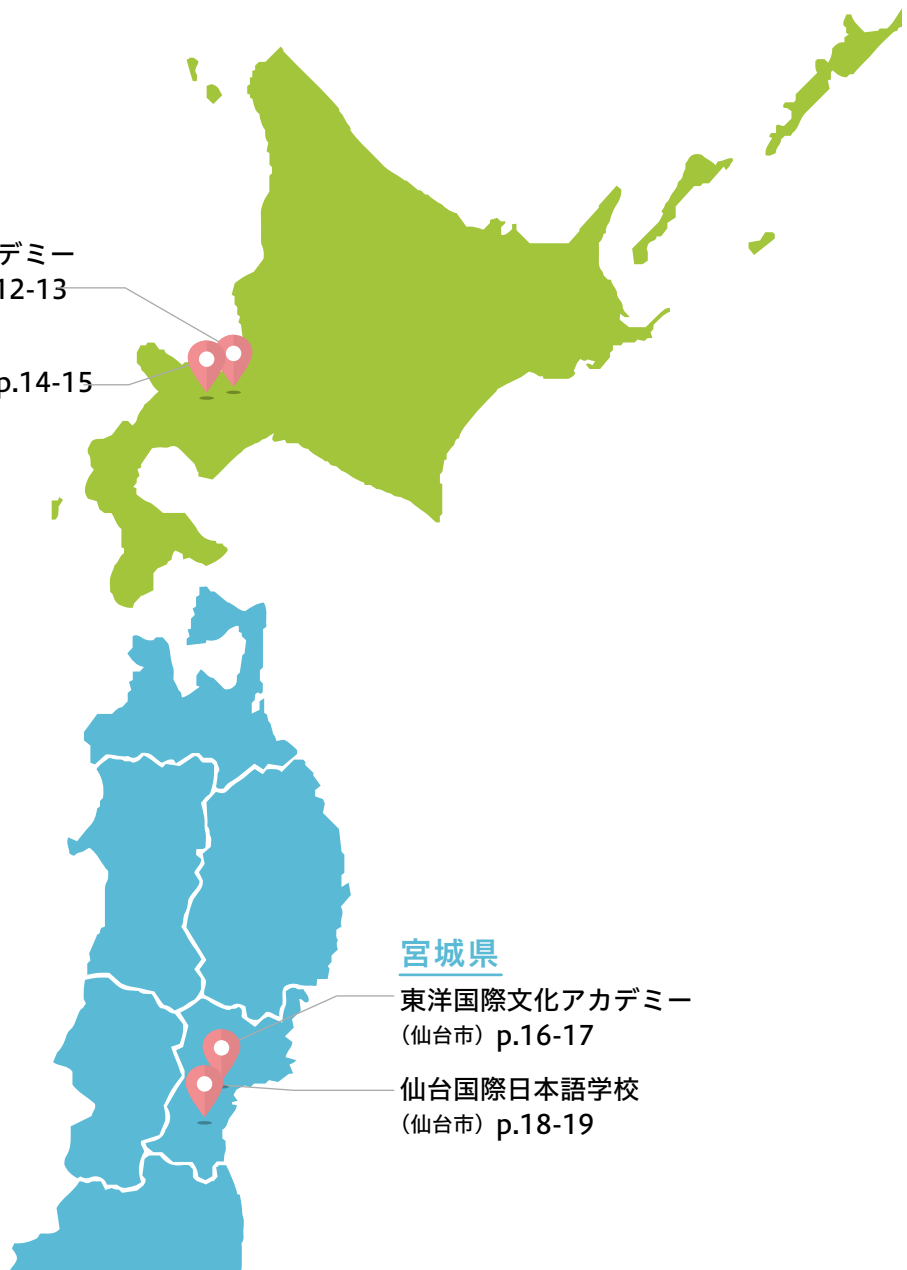 デミー
12-13
p.14-15
宮城県
東洋国際文化アカデミー
（仙台市）p.16-17
仙台国際日本語学校
（仙台市）p.18-19